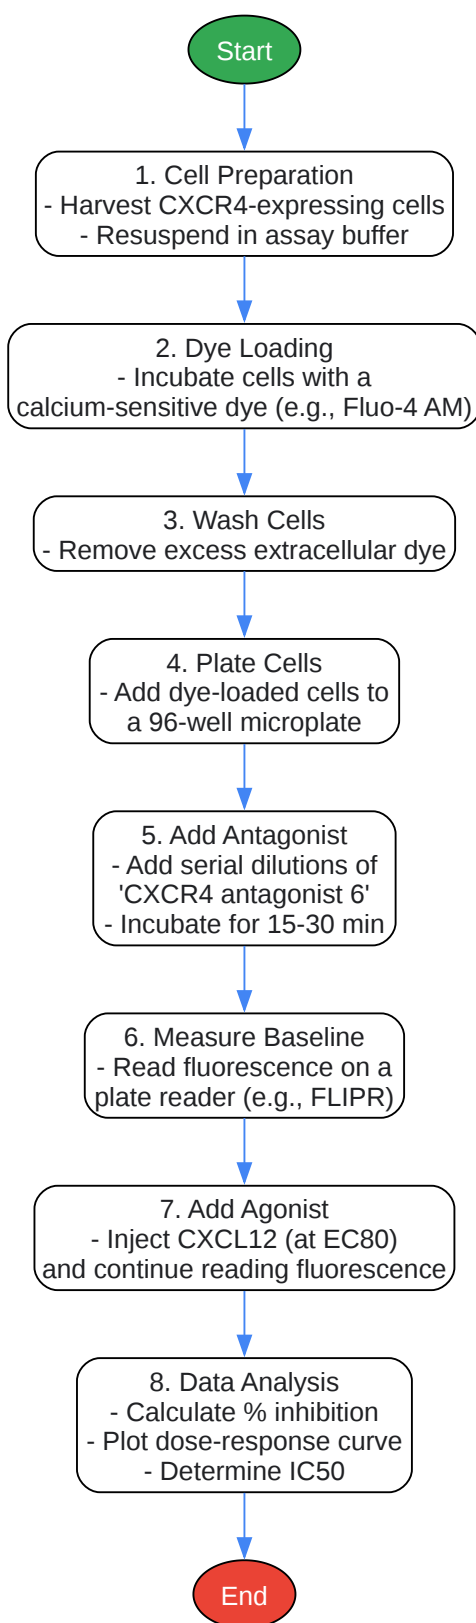 Start
1. Cell Preparation
- Harvest CXCR4-expressing cells
- Resuspend in assay buffer
2. Dye Loading
- Incubate cells with a
calcium-sensitive dye (e.g., Fluo-4 AM)
3. Wash Cells
- Remove excess extracellular dye
4. Plate Cells
- Add dye-loaded cells to
a 96-well microplate
5. Add Antagonist
- Add serial dilutions of
'CXCR4 antagonist 6'
- Incubate for 15-30 min
6. Measure Baseline
- Read fluorescence on a
plate reader (e.g., FLIPR)
7. Add Agonist
- Inject CXCL12 (at EC80)
and continue reading fluorescence
8. Data Analysis
- Calculate % inhibition
- Plot dose-response curve
- Determine IC50
End